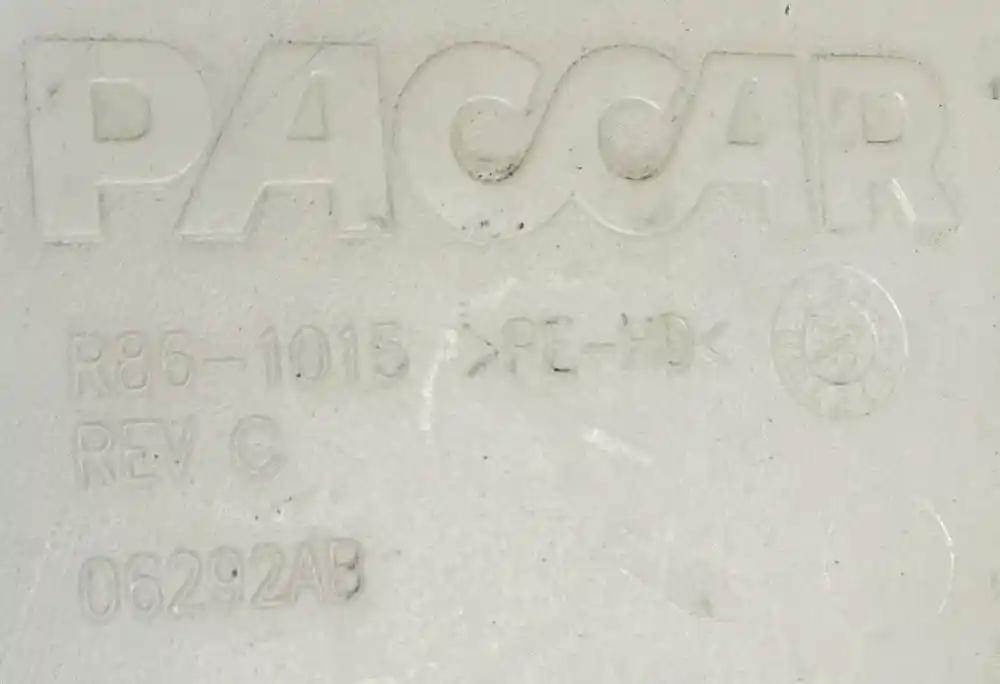 PACCAR
R86-1015 >PE-HD<
REV C
06292AB